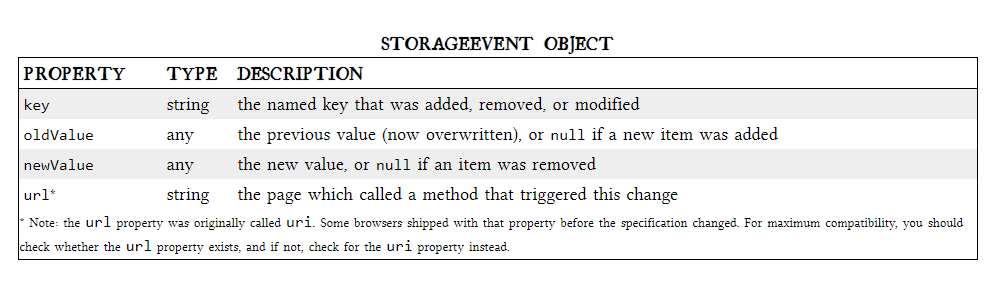 STORAGEEVENT OBJECT
PROPERTY TYPE DESCRIPTION
key string the named key that was added, removed, or modified
oldValue any the previous value (now overwritten), or null if a new item was added
newValue any the new value, or null if an item was removed
url* string the page which called a method that triggered this change
* Note: the url property was originally called uri. Some browsers shipped with that property before the specification changed. For maximum compatibility, you should
check whether the url property exists, and if not, check for the uri property instead.